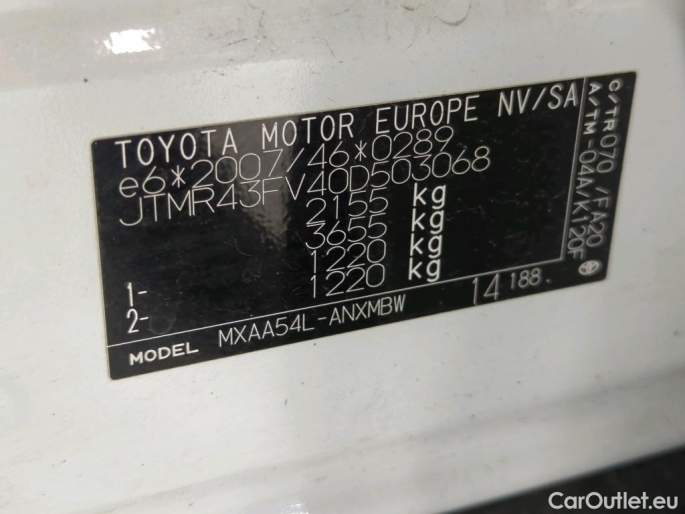 TOYOTA MOTOR EUROPE NV/SA
e6*2007/46*0289
JTMR43FV40D503068
2155 kg
3655 kg
1- 1220 kg
2- 1220 kg
MODEL MXAA54L-ANXMBW
14 188.
C/TR070 /FA20
A/TM-04A/K120F
CarOutlet.eu